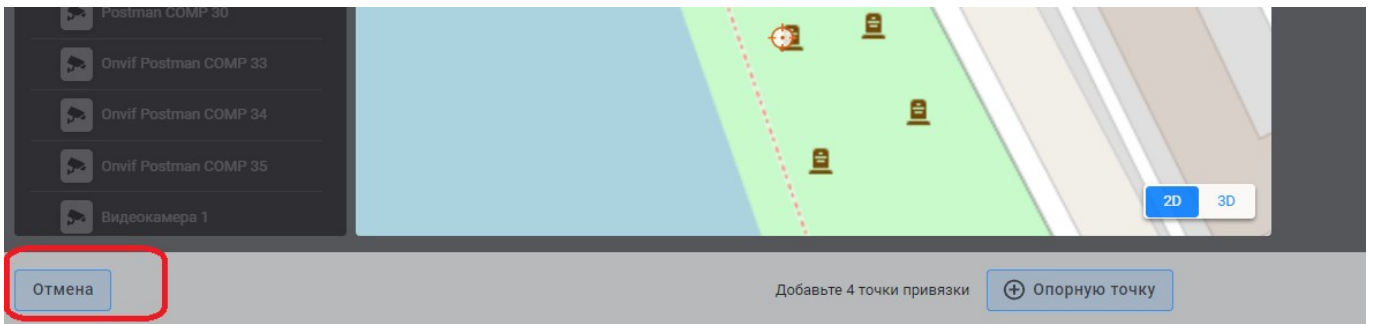 Postman COMP 30
Onvif Postman COMP 33
Onvif Postman COMP 34
Onvif Postman COMP 35
Видеокамера 1
2D 3D
Отмена
Добавьте 4 точки привязки
Опорную точку